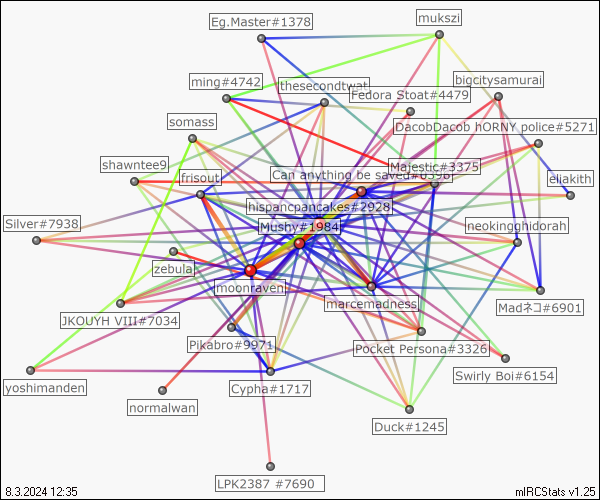 Eg.Master#1378
mukszi
ming#4742
thesecondtwat
bigcitysamurai
Fedora Stoat#4479
somass
DacobDacob hORNY police#5271
shawntee9
frisout
Can anything be saved#
Majestic#3375
eliakith
hispancpancakes#2928
Silver#7938
Mushy#1984
neokingghidorah
zebula
moonraven
marcemadness
Madネコ#6901
JKOUYH VIII#7034
Pikabro#9971
Pocket Persona#3326
yoshimanden
Cypha#1717
Swirly Boi#6154
normalwan
Duck#1245
LPK2387 #7690
8.3.2024 12:35
mIRCStats v1.25